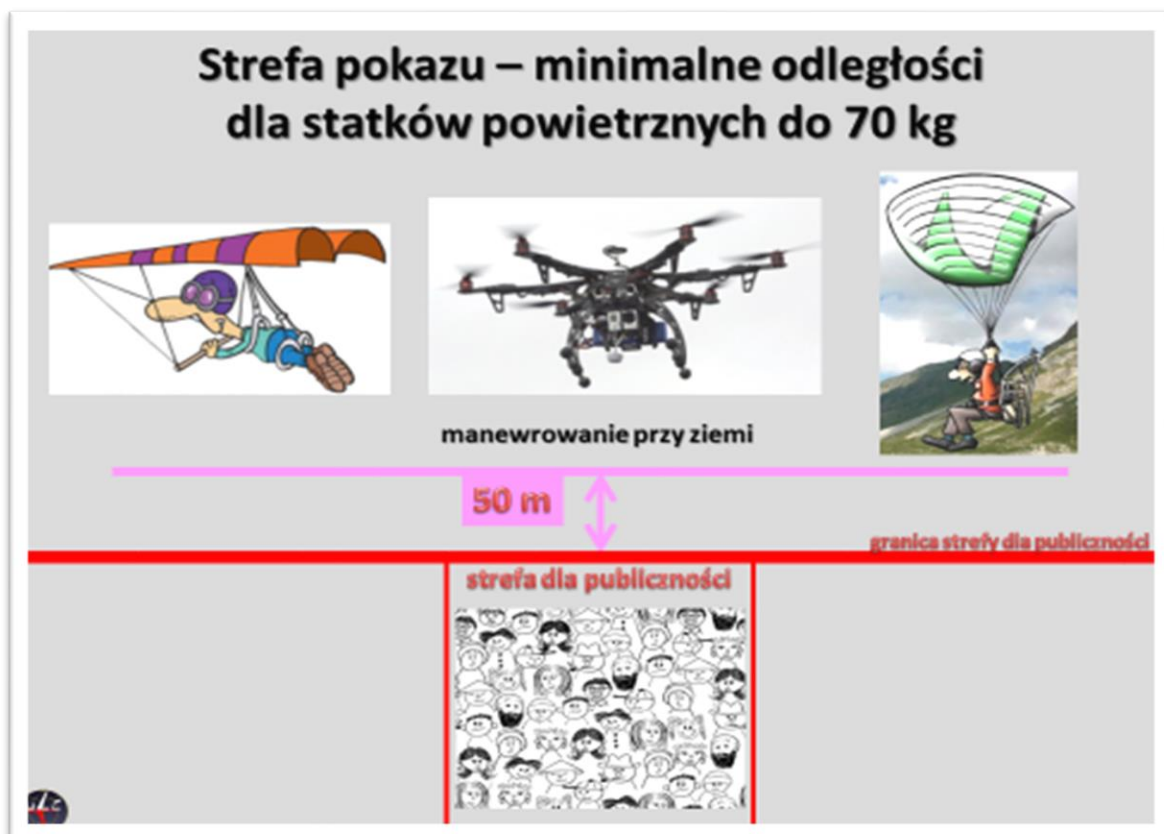 Strefa pokazu – minimalne odległości
dla statków powietrznych do 70 kg
manewrowanie przy ziemi
50 m
granica strefy dla publiczności
strefa dla publiczności